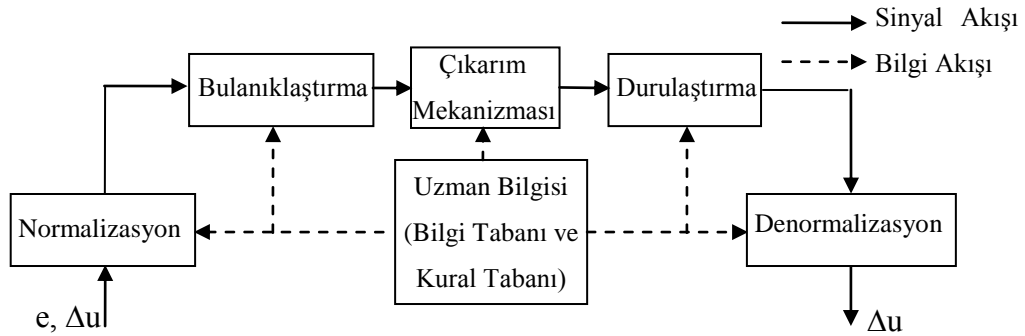 Sinyal Akışı
Bilgi Akışı
Bulanıklaştırma
Çıkarım
Mekanizması
Durulaştırma
Normalizasyon
Uzman Bilgisi
(Bilgi Tabanı ve
Kural Tabanı)
Denormalizasyon
e, Δu
Δu